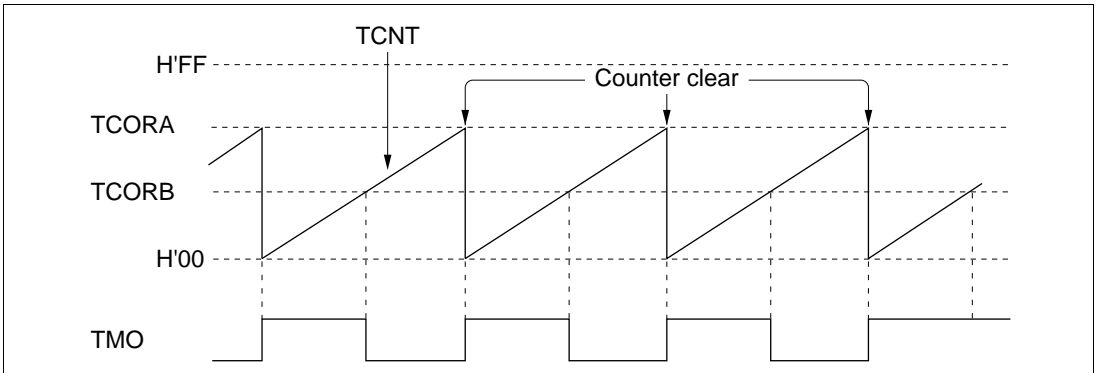 TCNT
H'FF
Counter clear
TCORA
TCORB
H'00
TMO